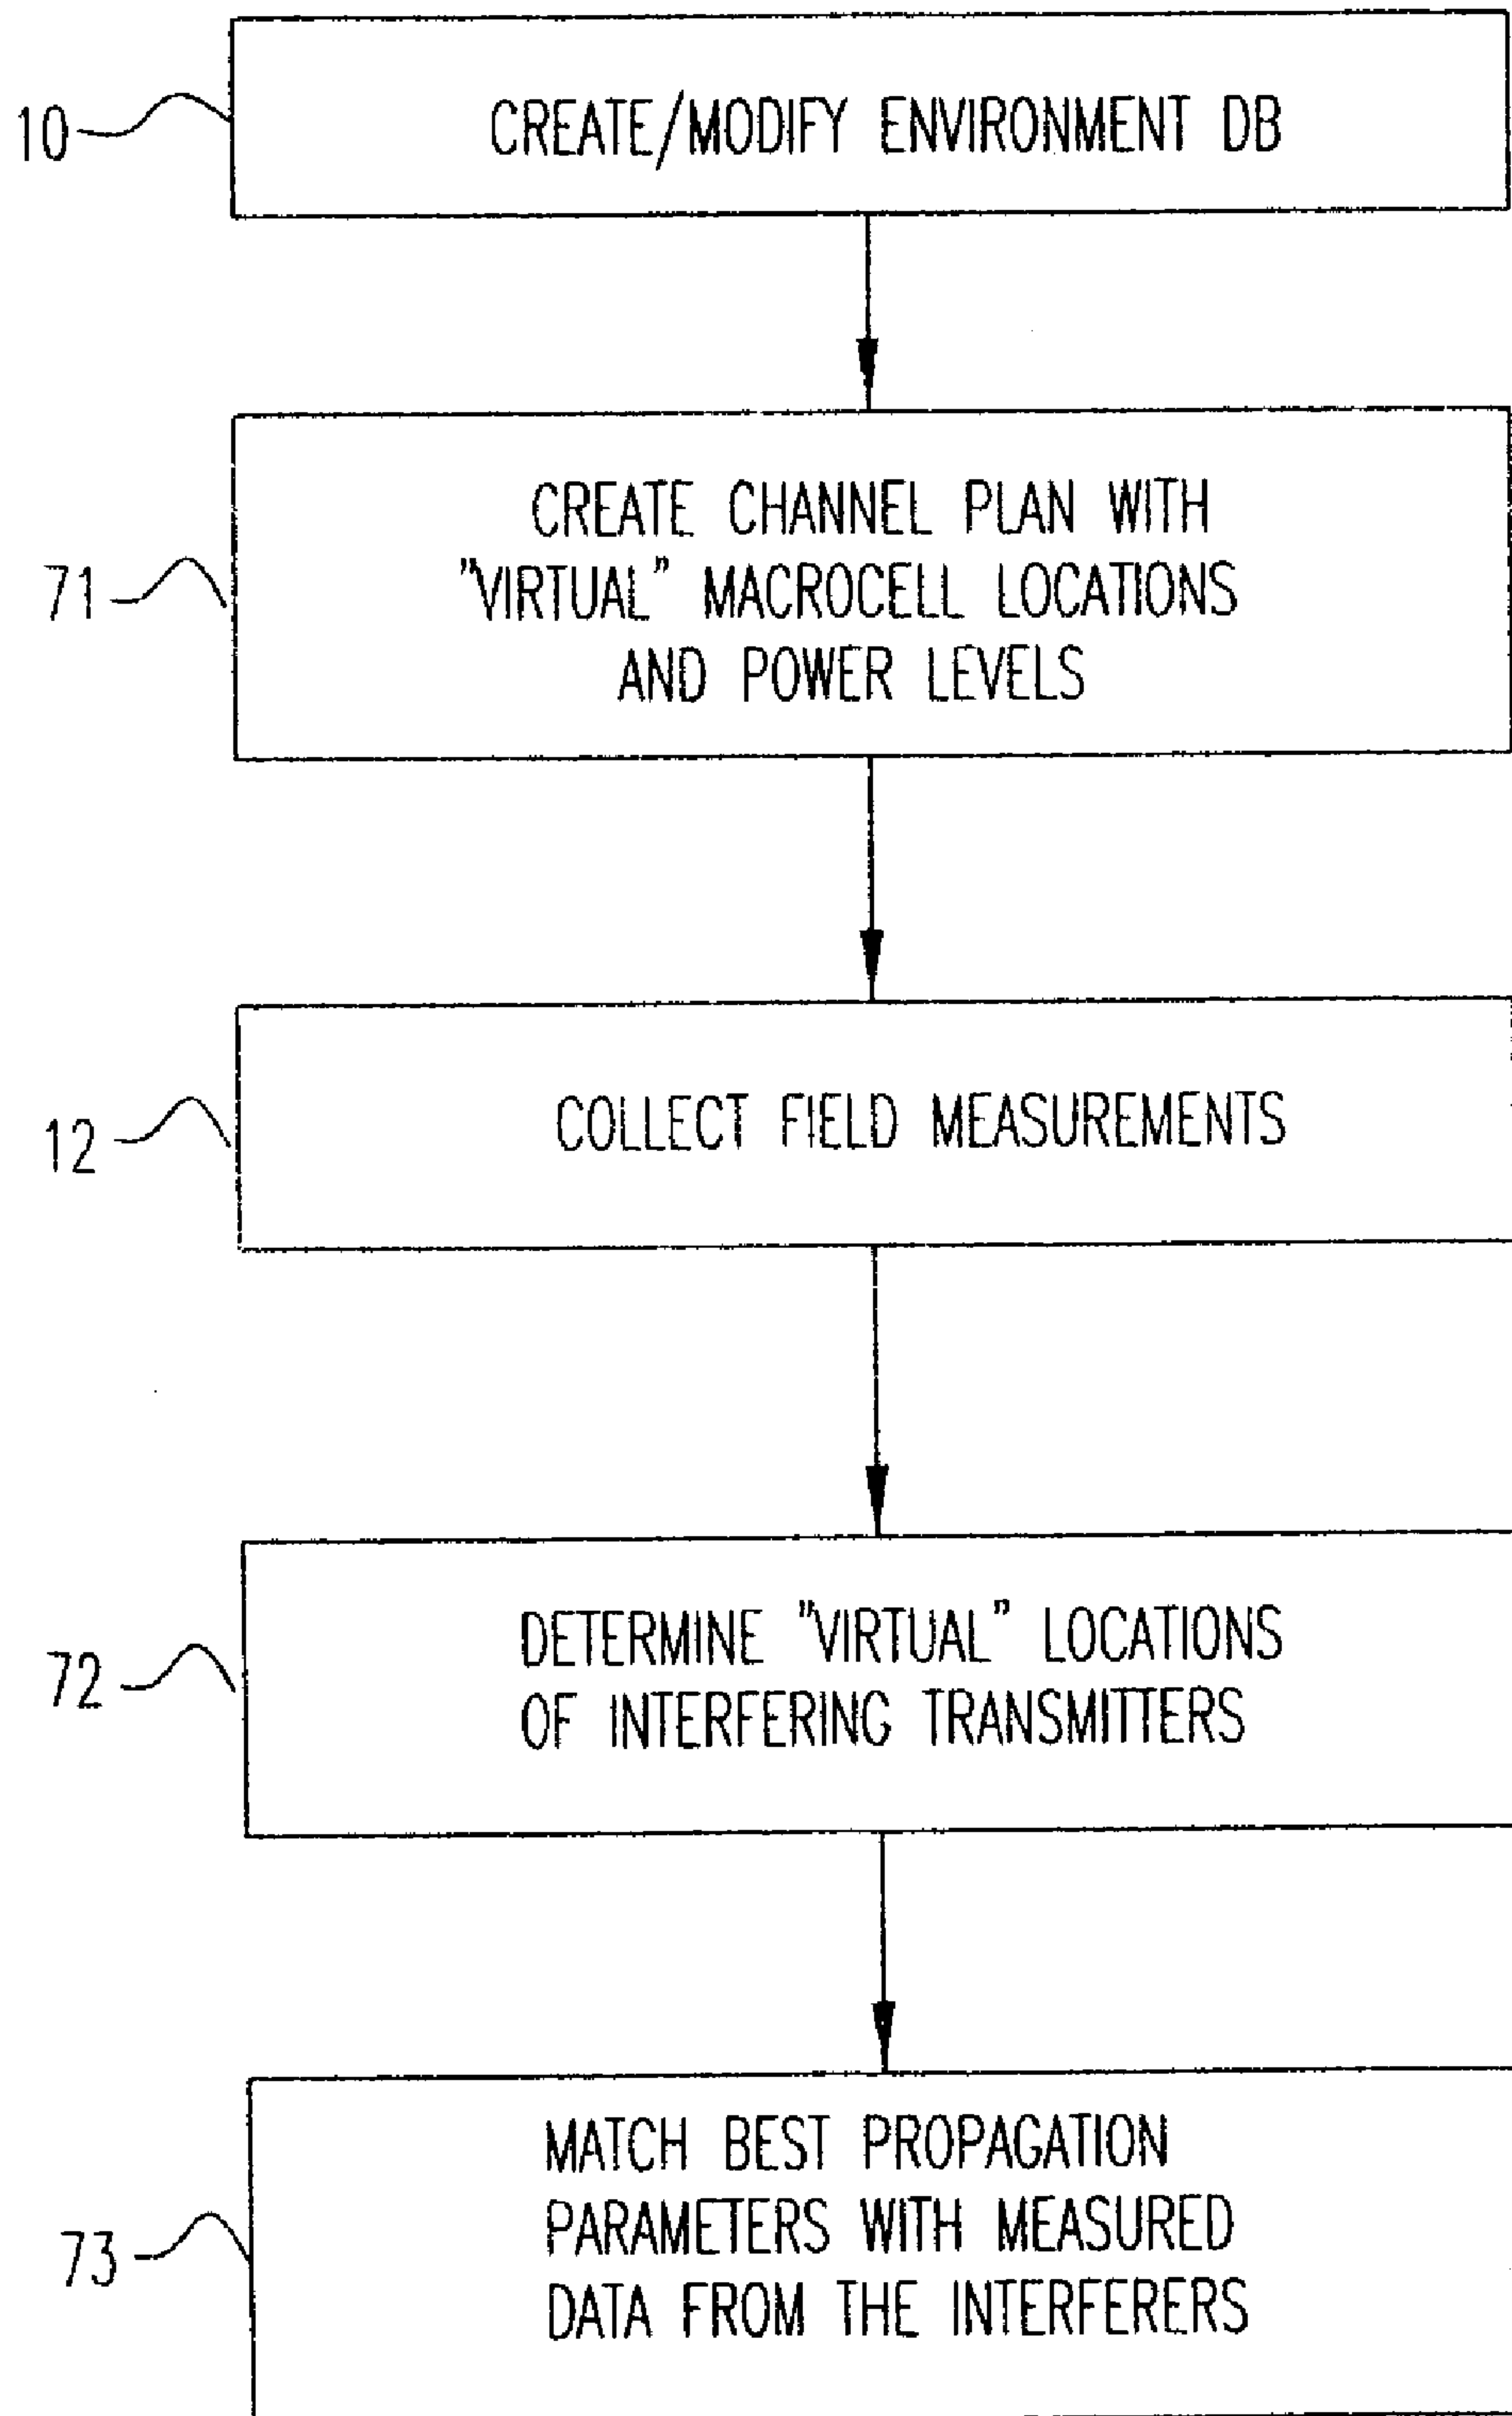 10
CREATE/MODIFY ENVIRONMENT DB
71
CREATE CHANNEL PLAN WITH
"VIRTUAL" MACROCELL LOCATIONS
AND POWER LEVELS
12
COLLECT FIELD MEASUREMENTS
72
DETERMINE "VIRTUAL" LOCATIONS
OF INTERFERING TRANSMITTERS
73
MATCH BEST PROPAGATION
PARAMETERS WITH MEASURED
DATA FROM THE INTERFERERS